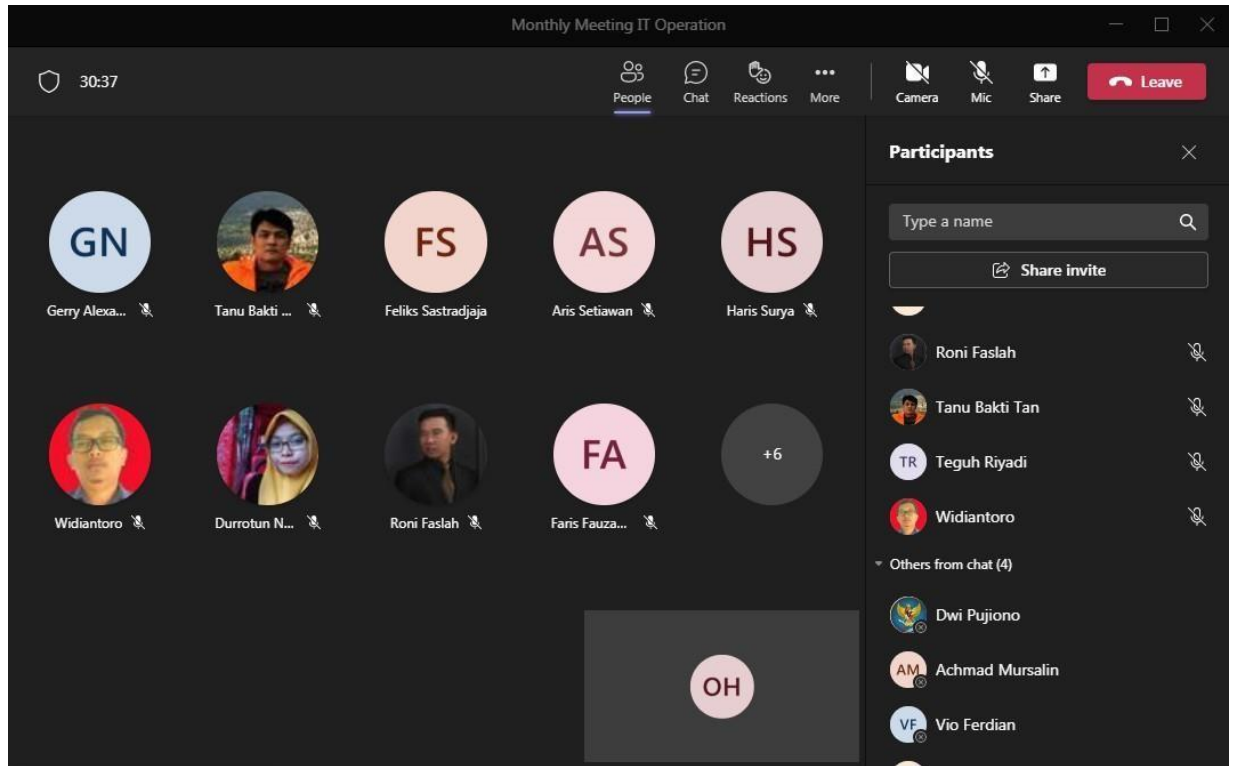 Monthly Meeting IT Operation
30:37
People Chat Reactions More Camera Mic Share Leave
Participants
Type a name
Share invite
GN
FS
AS
HS
Gerry Alexa... Tanu Bakti ... Feliks Sastradjaja Aris Setiawan Haris Surya
FA
+6
Widiantoro Durrotun N... Roni Faslah Faris Fauza...
OH
Roni Faslah
Tanu Bakti Tan
TR Teguh Riyadi
Widiantoro
Others from chat (4)
Dwi Pujiono
AM Achmad Mursalin
VF Vio Ferdian